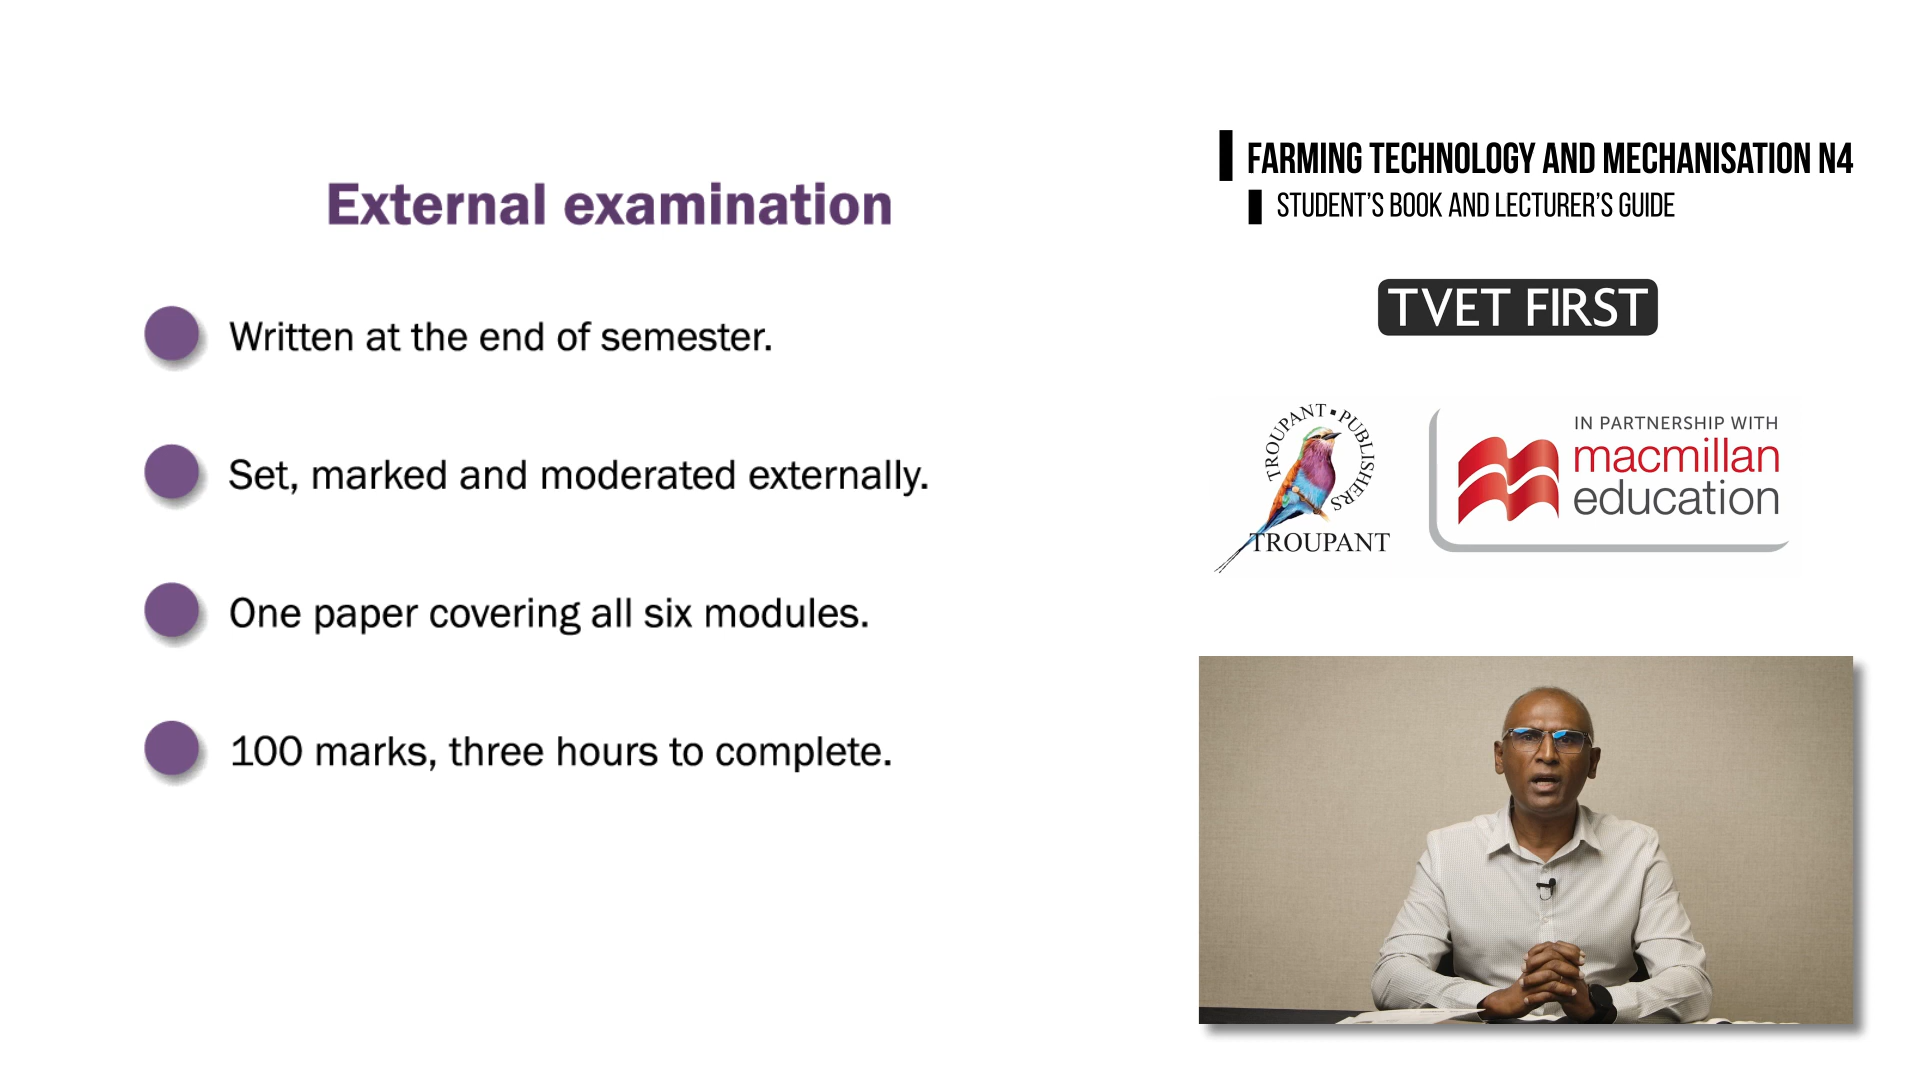 External examination
Written at the end of semester.
Set, marked and moderated externally.
One paper covering all six modules.
100 marks, three hours to complete.
FARMING TECHNOLOGY AND MECHANISATION N4
STUDENT'S BOOK AND LECTURER'S GUIDE
TVET FIRST
TROUPANT ▪ PUBLISHERS
TROUPANT
IN PARTNERSHIP WITH
macmillan
education